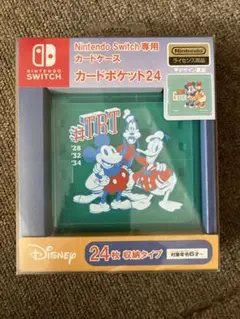 NINTENDO
SWITCH
Nintendo Switch専用
カードケース
カードポケット24
Nintendo
ライセンス商品
'28
'32
'34
Disney
24枚 収納タイプ